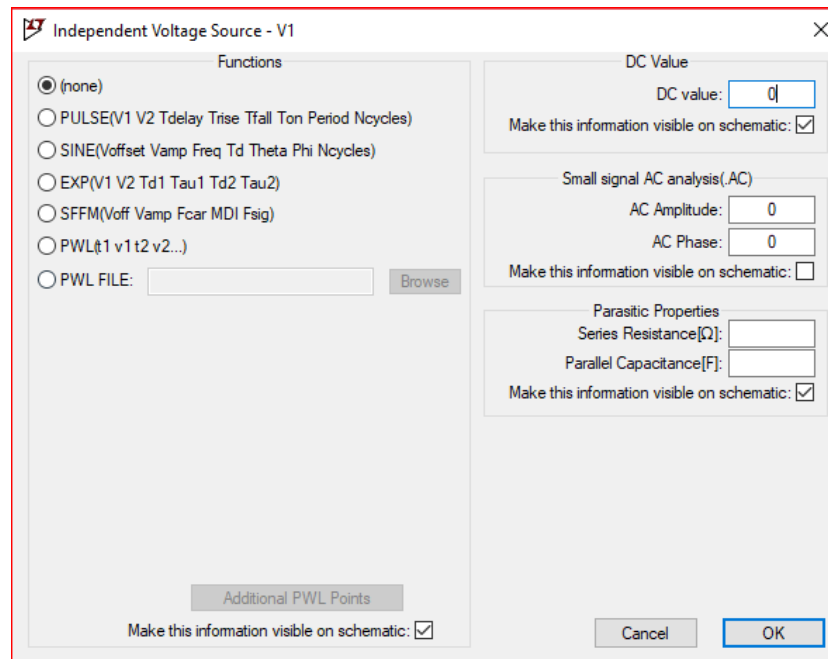 Independent Voltage Source - V1
Functions
(none)
PULSE(V1 V2 Tdelay Trise Tfall Ton Period Ncycles)
SINE(Voffset Vamp Freq Td Theta Phi Ncycles)
EXP(V1 V2 Td1 Tau1 Td2 Tau2)
SFFM(Voff Vamp Fcar MDI Fsig)
PWL(t1 v1 t2 v2...)
PWL FILE: Browse
Additional PWL Points
Make this information visible on schematic:
DC Value
DC value: 0
Make this information visible on schematic:
Small signal AC analysis(.AC)
AC Amplitude: 0
AC Phase: 0
Make this information visible on schematic:
Parasitic Properties
Series Resistance[Ω]:
Parallel Capacitance[F]:
Make this information visible on schematic:
Cancel OK